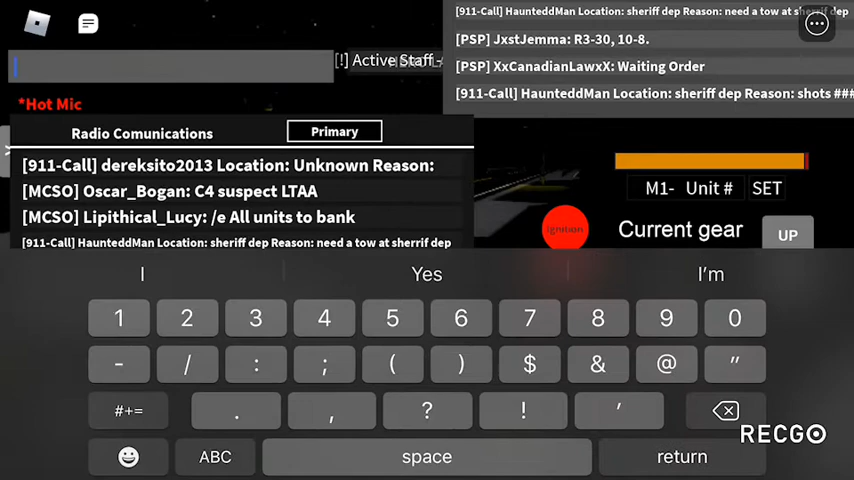 [911-Call] HaunteddMan Location: sheriff dep Reason: need a tow at sherrif dep
[PSP] JxstJemma: R3-30, 10-8.
[!] Active Staff -
[PSP] XxCanadianLawxX: Waiting Order
[911-Call] HaunteddMan Location: sheriff dep Reason: shots ###
*Hot Mic
Radio Comunications
Primary
[911-Call] dereksito2013 Location: Unknown Reason:
[MCSO] Oscar_Bogan: C4 suspect LTAA
[MCSO] Lipithical_Lucy: /e All units to bank
[911-Call] HaunteddMan Location: sheriff dep Reason: need a tow at sherrif dep
M1- Unit # SET
Ignition
Current gear
UP
I Yes I'm
1 2 3 4 5 6 7 8 9 0
- / : ; ( ) $ & @ "
#+= . , ? ! '
ABC space return
RECGO